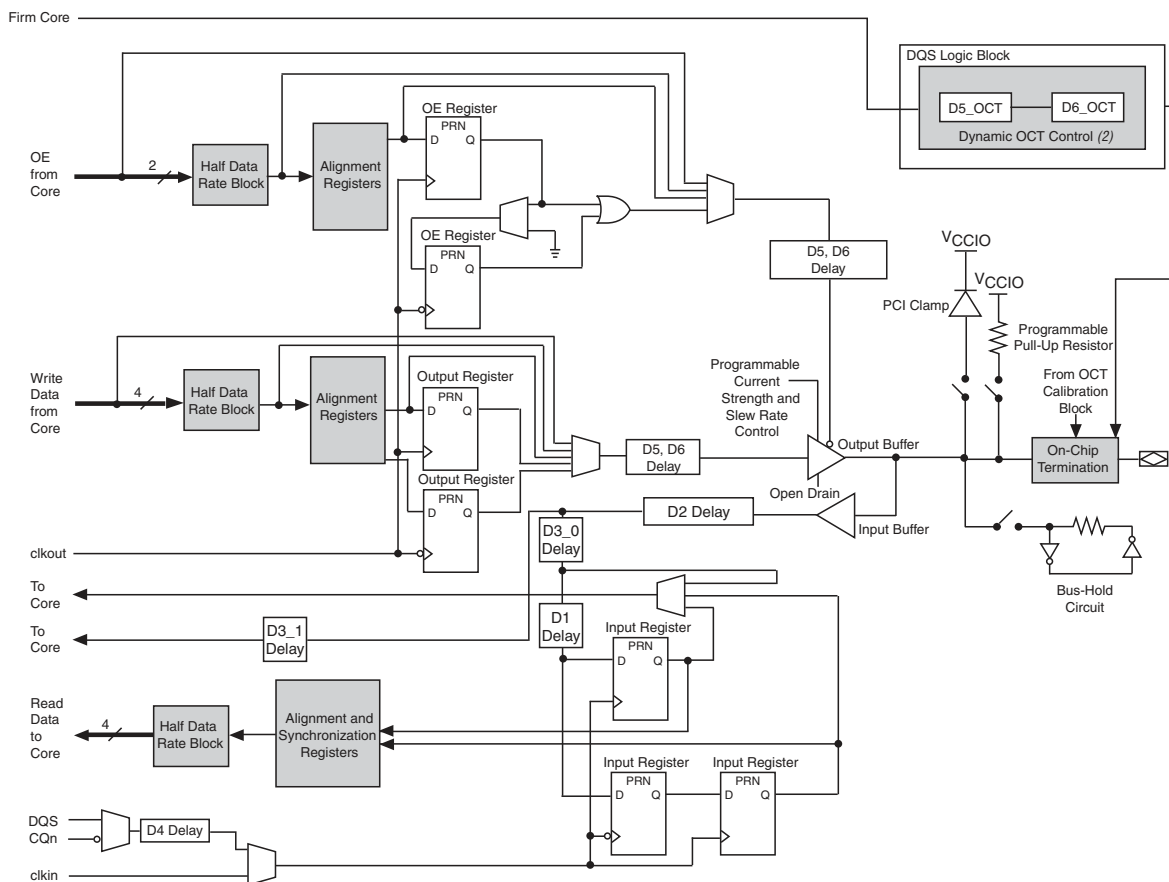 Firm Core
DQS Logic Block
D5_OCT
D6_OCT
Dynamic OCT Control (2)
OE Register
PRN
D
Q
OE
from
Core
2
Half Data
Rate Block
Alignment
Registers
OE Register
PRN
D
Q
D5, D6
Delay
VCCIO
PCI Clamp
VCCIO
Programmable
Pull-Up Resistor
From OCT
Calibration
Block
Write
Data
from
Core
4
Half Data
Rate Block
Alignment
Registers
Output Register
PRN
D
Q
Programmable
Current
Strength and
Slew Rate
Control
Output Buffer
D5, D6
Delay
On-Chip
Termination
Output Register
PRN
D
Q
Open Drain
D2 Delay
Input Buffer
clkout
D3_0
Delay
Bus-Hold
Circuit
To
Core
D1
Delay
To
Core
D3_1
Delay
Input Register
PRN
D
Q
Read
Data
to
Core
4
Half Data
Rate Block
Alignment and
Synchronization
Registers
Input Register
PRN
D
Q
Input Register
PRN
D
Q
DQS
CQn
D4 Delay
clkin